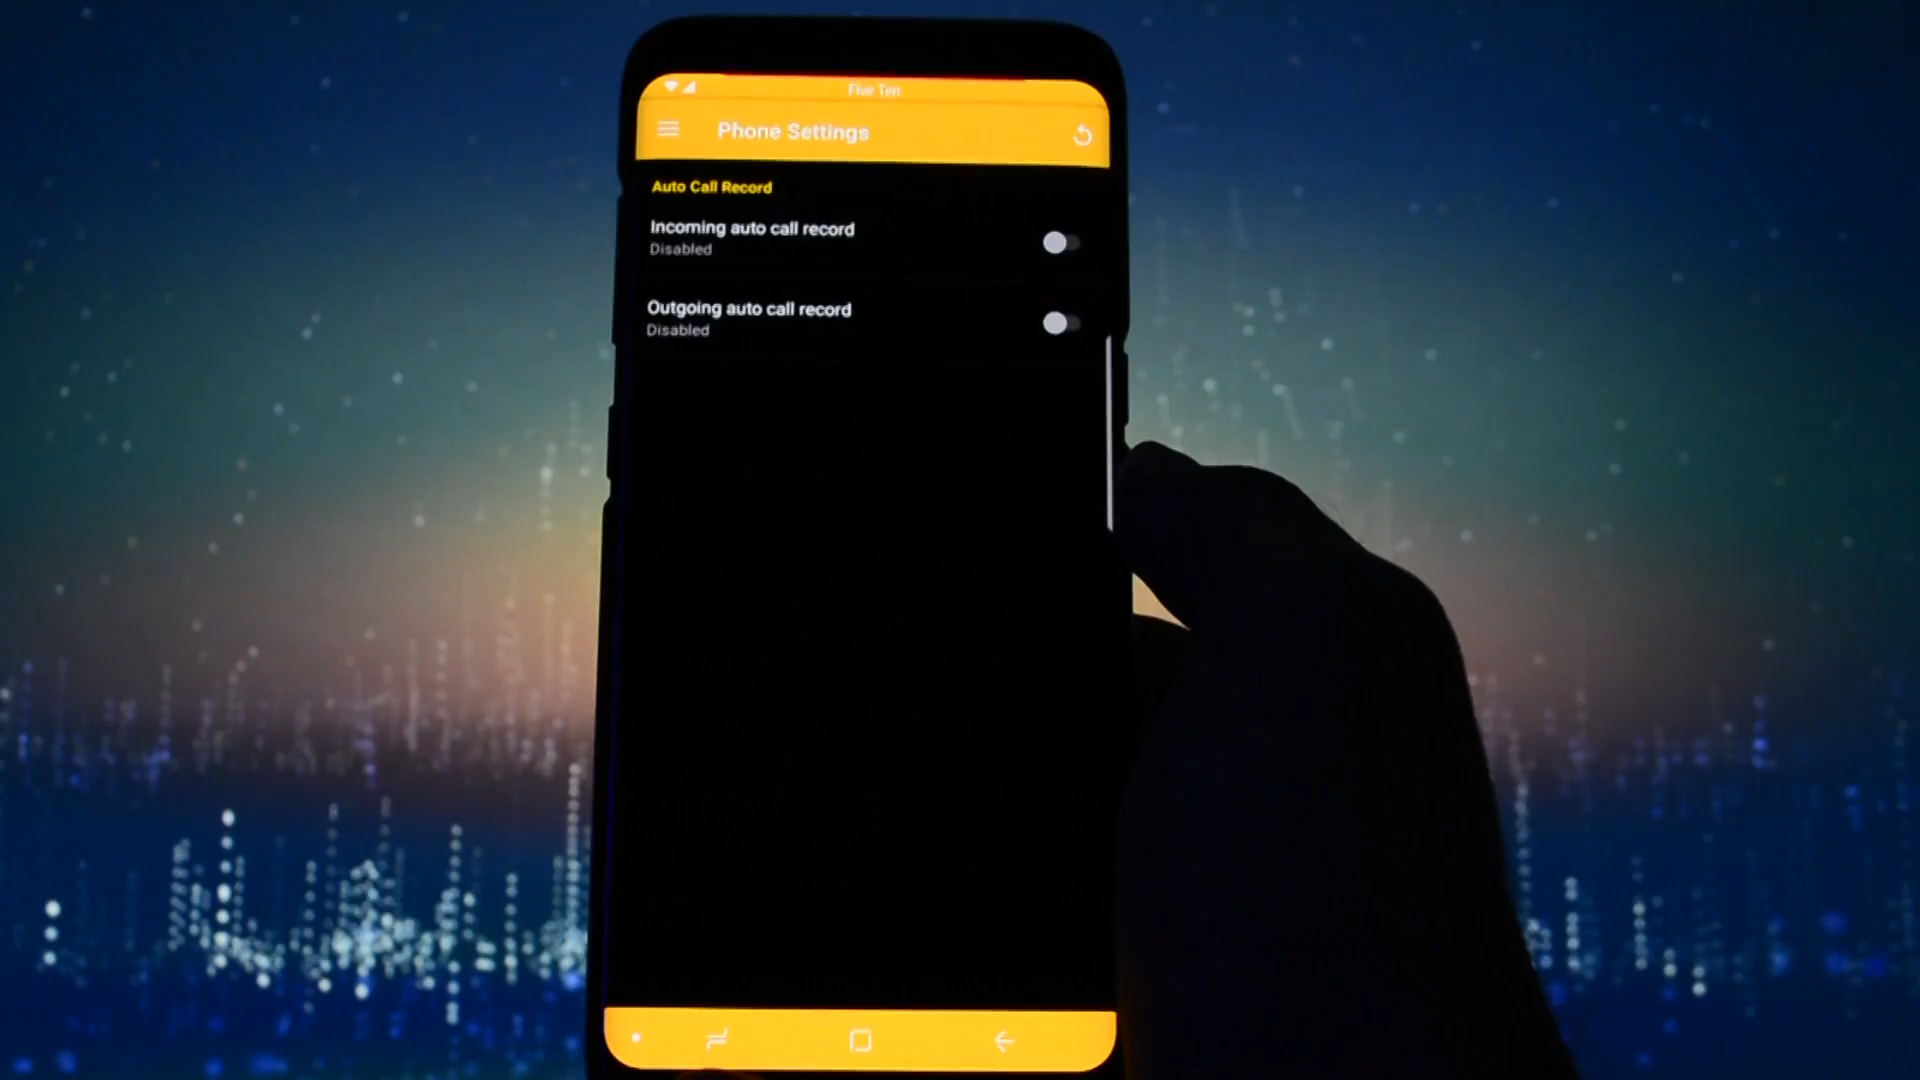 Five Ten
Phone Settings
Auto Call Record
Incoming auto call record
Disabled
Outgoing auto call record
Disabled